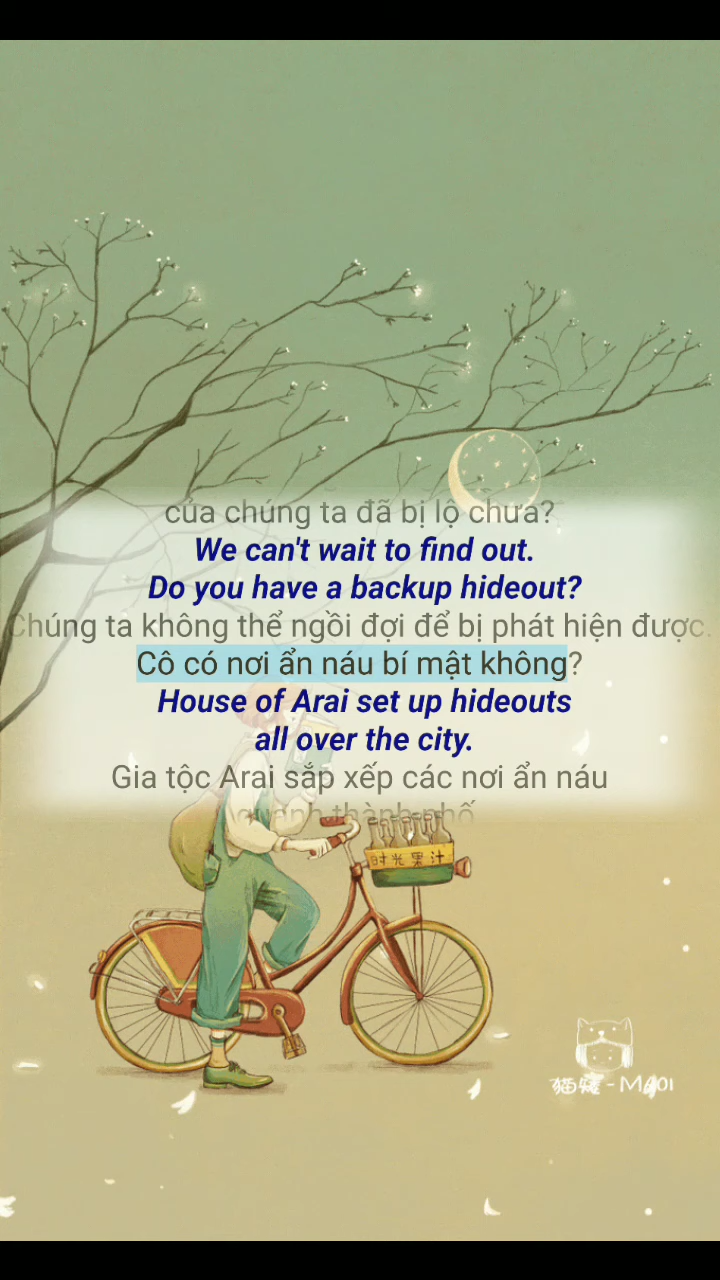 của chúng ta đã bị lộ chưa?
We can't wait to find out.
Do you have a backup hideout?
Chúng ta không thể ngồi đợi để bị phát hiện được.
Cô có nơi ẩn náu bí mật không?
House of Arai set up hideouts
all over the city.
Gia tộc Arai sắp xếp các nơi ẩn náu
quanh thành phố
时光果汁